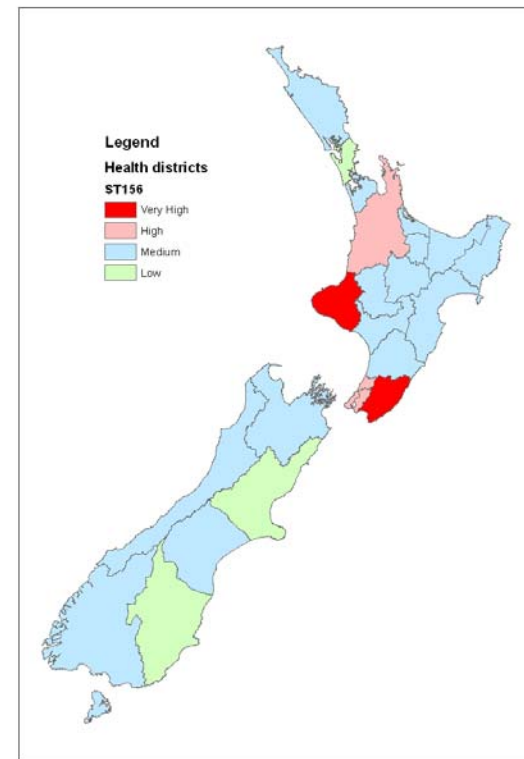 Legend
Health districts
ST156
Very High
High
Medium
Low